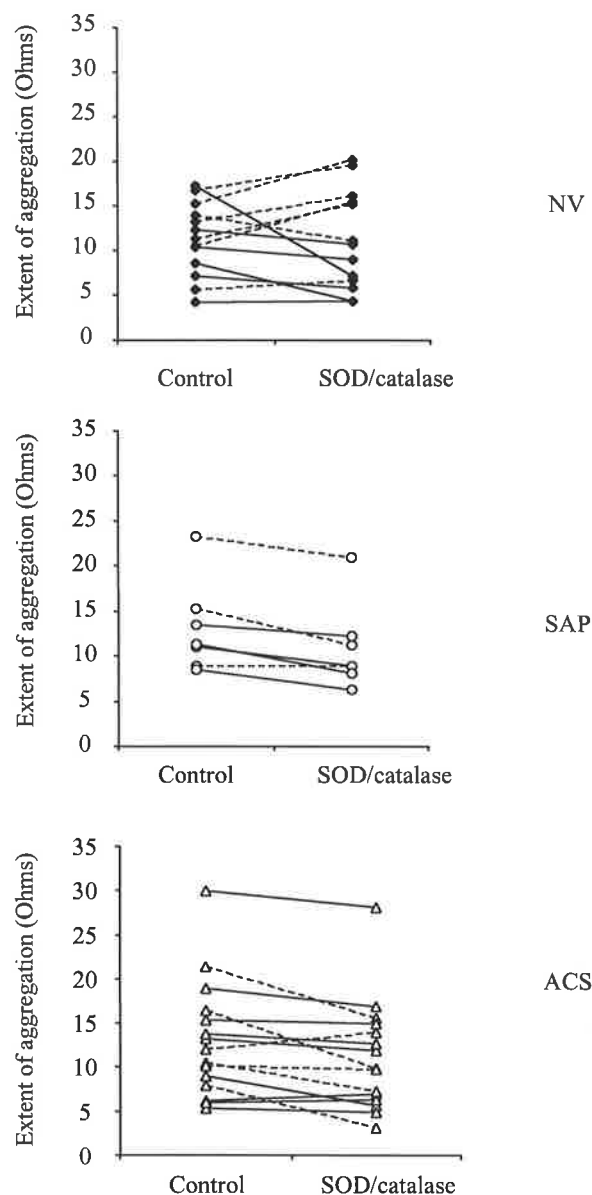 Extent of aggregation (Ohms)
35
30
25
20
15
10
5
0
Control
SOD/catalase
NV
Extent of aggregation (Ohms)
35
30
25
20
15
10
5
0
Control
SOD/catalase
SAP
Extent of aggregation (Ohms)
35
30
25
20
15
10
5
0
Control
SOD/catalase
ACS